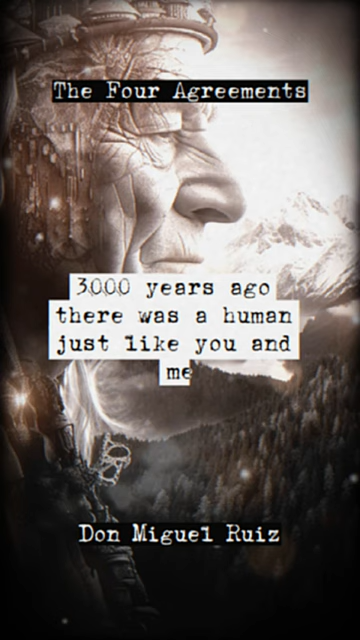 The Four Agreements
3000 years ago
there was a human
just like you and
me
Don Miguel Ruiz